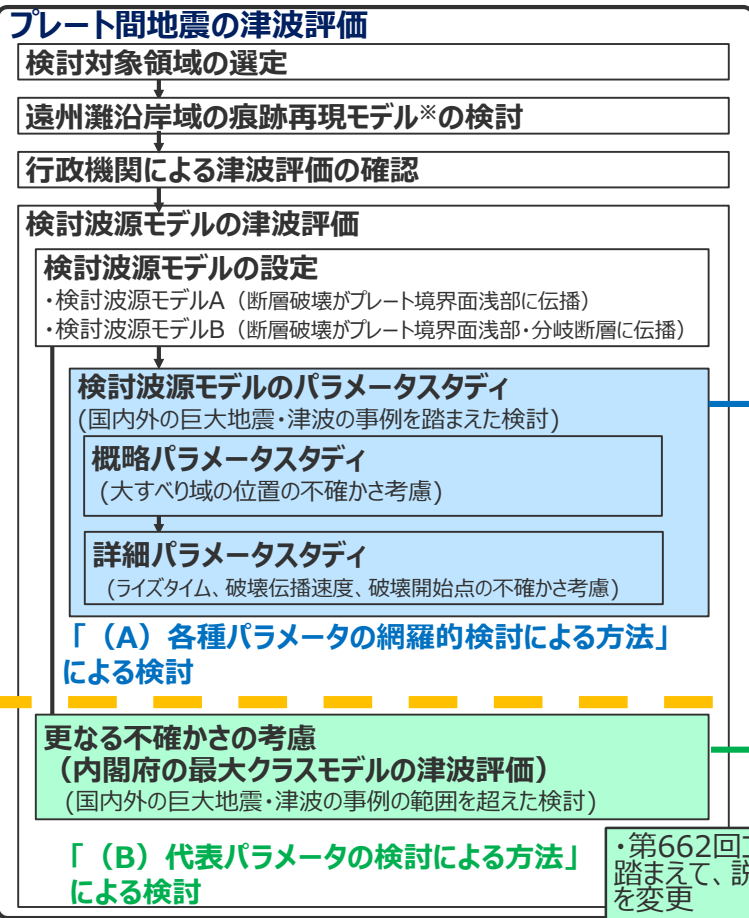 プレート間地震の津波評価
検討対象領域の選定
遠州灘沿岸域の痕跡再現モデル※の検討
行政機関による津波評価の確認
検討波源モデルの津波評価
検討波源モデルの設定
・検討波源モデルA（断層破壊がプレート境界面浅部に伝播）
・検討波源モデルB（断層破壊がプレート境界面浅部・分岐断層に伝播）
検討波源モデルのパラメータスタディ
(国内外の巨大地震・津波の事例を踏まえた検討)
概略パラメータスタディ
(大すべり域の位置の不確かさ考慮)
詳細パラメータスタディ
(ライズタイム、破壊伝播速度、破壊開始点の不確かさ考慮)
「（A）各種パラメータの網羅的検討による方法」
による検討
更なる不確かさの考慮
（内閣府の最大クラスモデルの津波評価）
(国内外の巨大地震・津波の事例の範囲を超えた検討)
「（B）代表パラメータの検討による方法」
による検討
・第662回
踏まえて、説
を変更